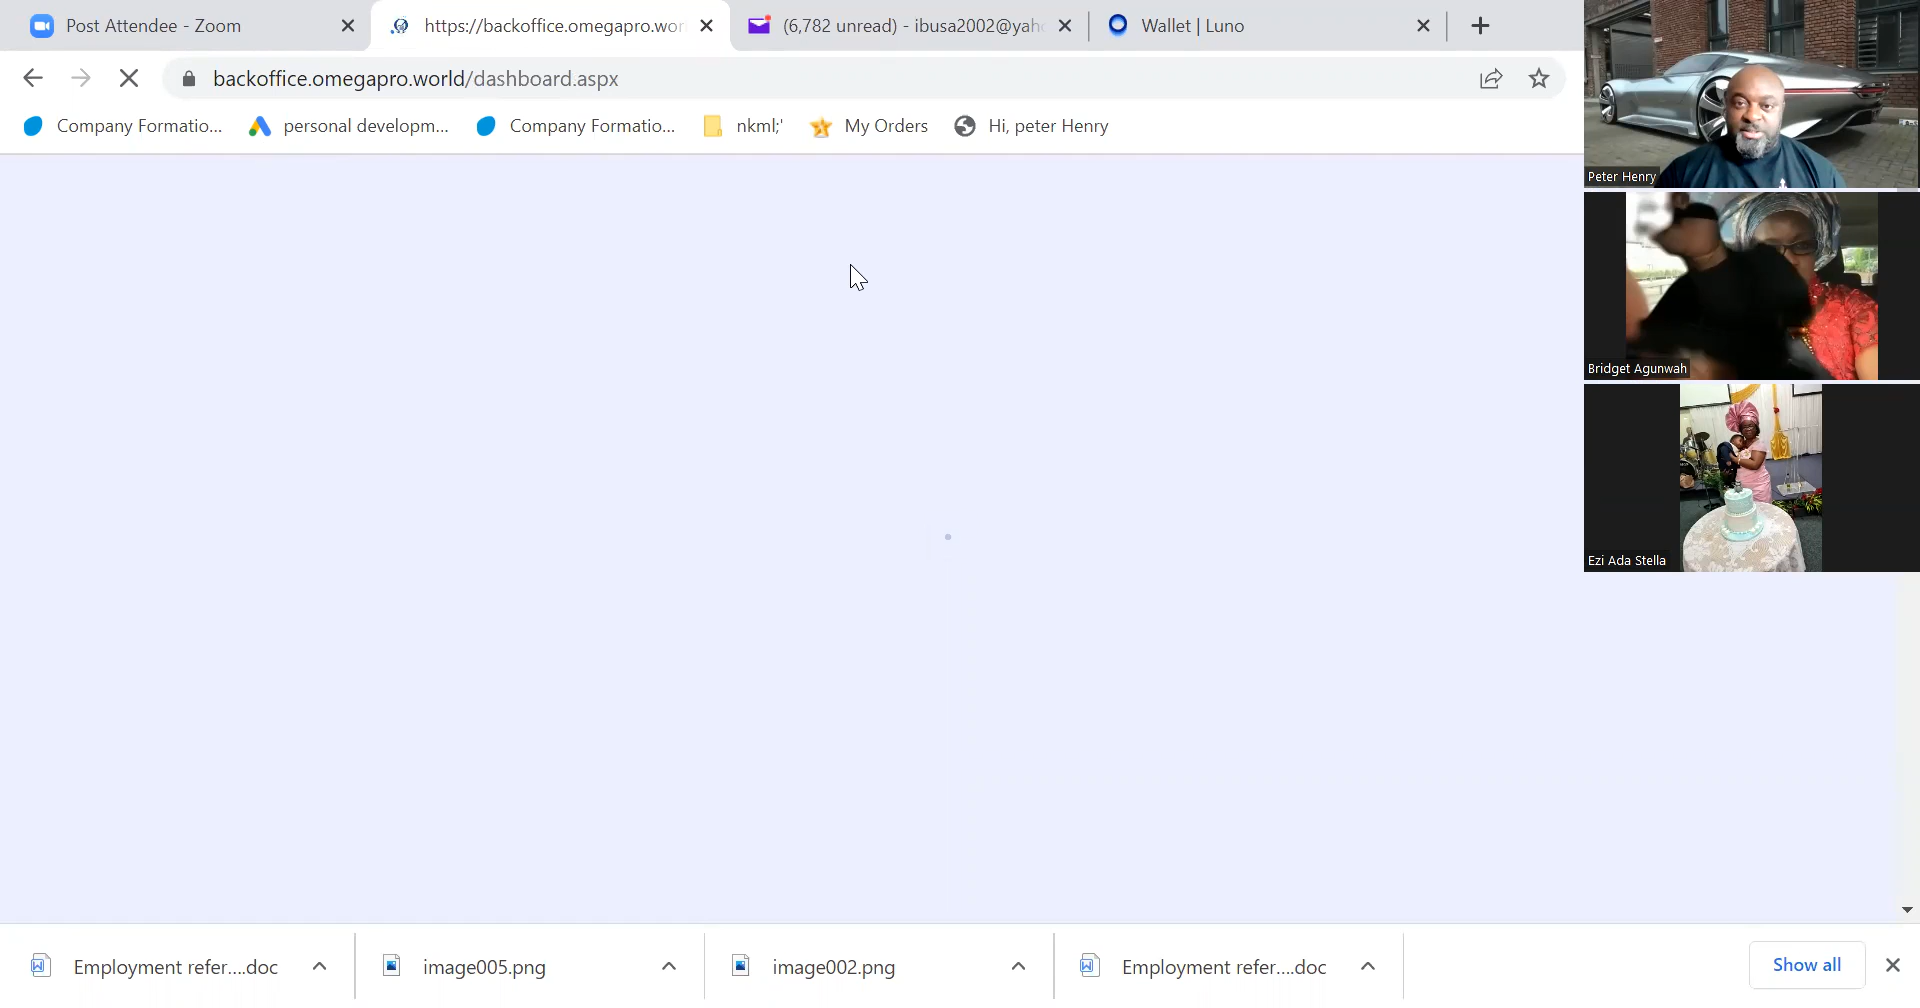 Post Attendee - Zoom
https://backoffice.omegapro.wor
(6,782 unread) - ibusa2002@yaho
Wallet | Luno
backoffice.omegapro.world/dashboard.aspx
Company Formatio...
personal developm...
Company Formatio...
nkml;'
My Orders
Hi, peter Henry
Peter Henry
Bridget Agunwah
Ezi Ada Stella
Employment refer....doc
image005.png
image002.png
Employment refer....doc
Show all